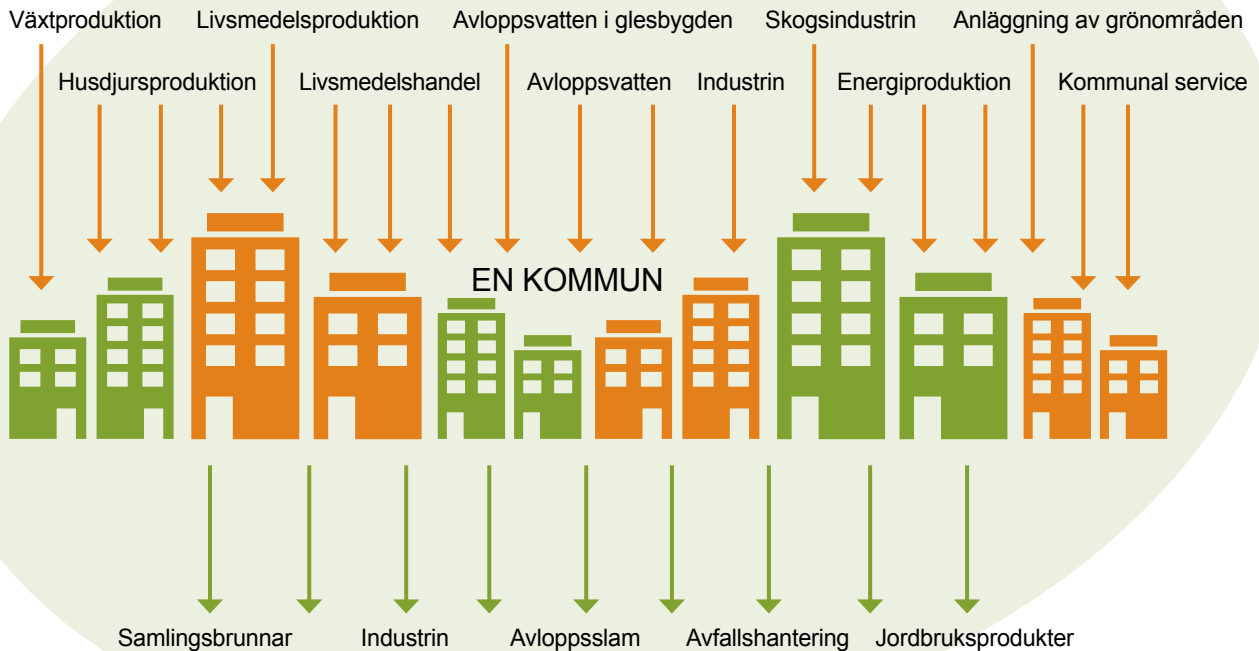 Växtproduktion Livsmedelsproduktion Avloppsvatten i glesbygden Skogsindustrin Anläggning av grönområden
Husdjursproduktion Livsmedelshandel Avloppsvatten Industrin Energiproduktion Kommunal service
EN KOMMUN
Samlingsbrunnar Industrin Avloppsslam Avfallshantering Jordbruksprodukter